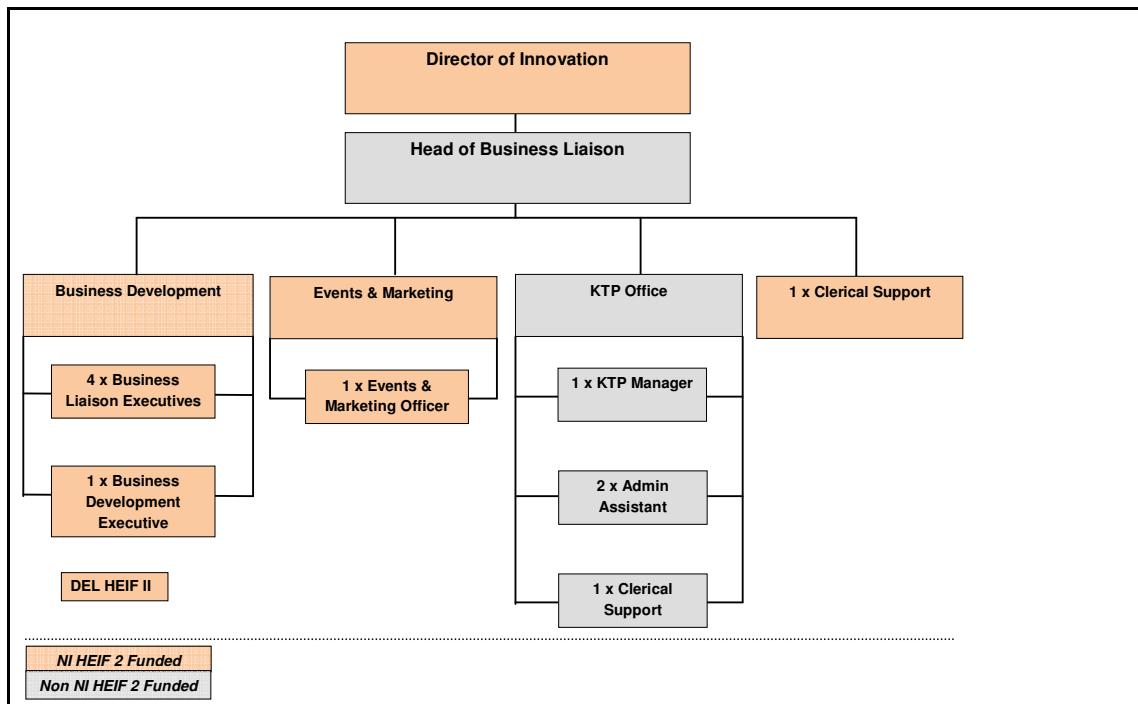 Director of Innovation
Head of Business Liaison
Business Development
Events & Marketing
KTP Office
1 x Clerical Support
4 x Business
Liaison Executives
1 x Events &
Marketing Officer
1 x KTP Manager
1 x Business
Development
Executive
2 x Admin
Assistant
DEL HEIF II
1 x Clerical
Support
NI HEIF 2 Funded
Non NI HEIF 2 Funded